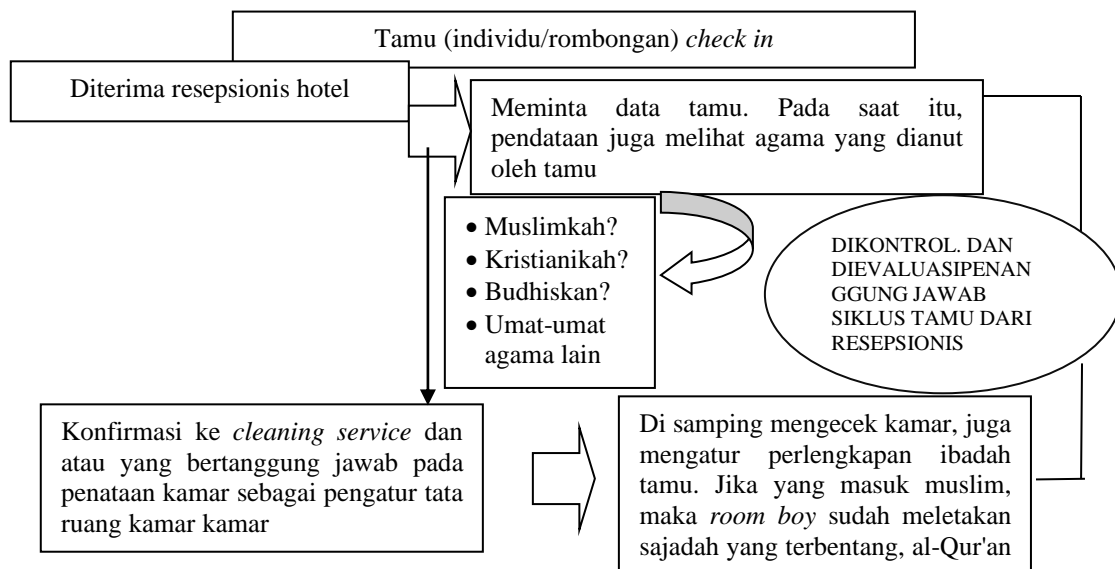 Tamu (individu/rombongan) check in
Diterima resepsionis hotel
Meminta data tamu. Pada saat itu,
pendataan juga melihat agama yang dianut
oleh tamu
• Muslimkah?
• Kristianikah?
• Budhiskan?
• Umat-umat
agama lain
DIKONTROL. DAN
DIEVALUASIPENAN
GGUNG JAWAB
SIKLUS TAMU DARI
RESEPSIONIS
Konfirmasi ke cleaning service dan
atau yang bertanggung jawab pada
penataan kamar sebagai pengatur tata
ruang kamar kamar
Di samping mengecek kamar, juga
mengatur perlengkapan ibadah
tamu. Jika yang masuk muslim,
maka room boy sudah meletakan
sajadah yang terbentang, al-Qur'an